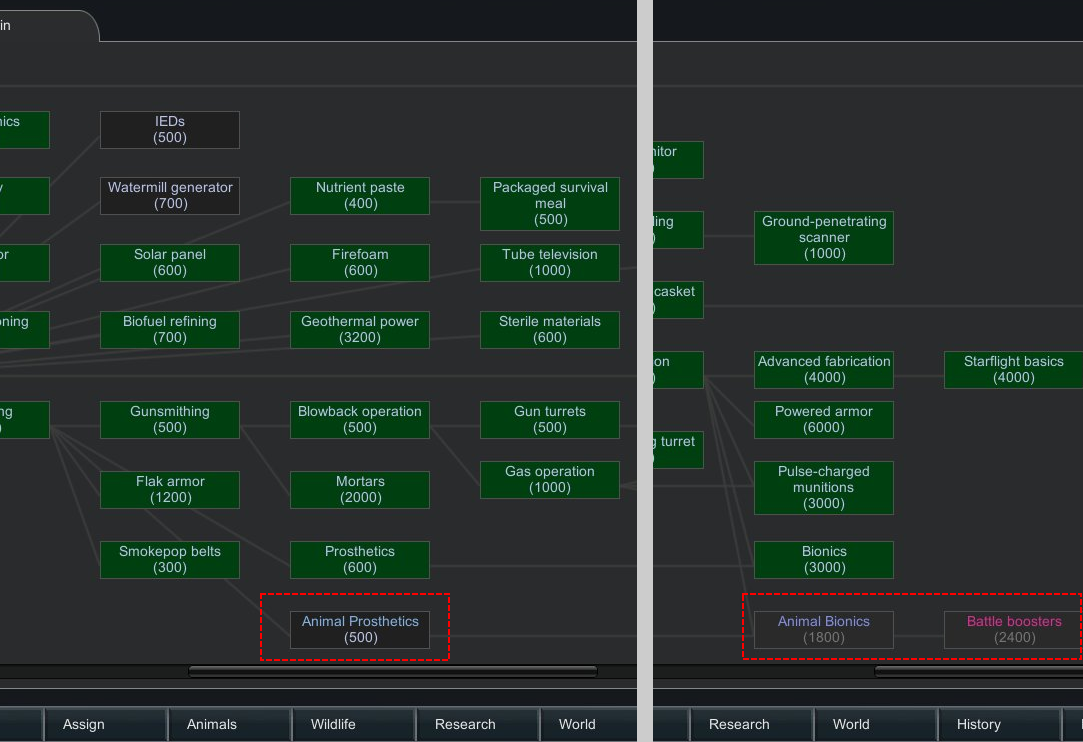 in
nics
IEDs
(500)
y
Watermill generator
(700)
Nutrient paste
(400)
Packaged survival
meal
(500)
or
Solar panel
(600)
Firefoam
(600)
Tube television
(1000)
oning
Biofuel refining
(700)
Geothermal power
(3200)
Sterile materials
(600)
ng
)
Gunsmithing
(500)
Blowback operation
(500)
Gun turrets
(500)
Flak armor
(1200)
Mortars
(2000)
Gas operation
(1000)
Smokepop belts
(300)
Prosthetics
(600)
Animal Prosthetics
(500)
Assign
Animals
Wildlife
Research
World
nitor
)
ling
)
Ground-penetrating
scanner
(1000)
casket
)
on
)
Advanced fabrication
(4000)
Starflight basics
(4000)
Powered armor
(6000)
g turret
)
Pulse-charged
munitions
(3000)
Bionics
(3000)
Animal Bionics
(1800)
Battle boosters
(2400)
Research
World
History